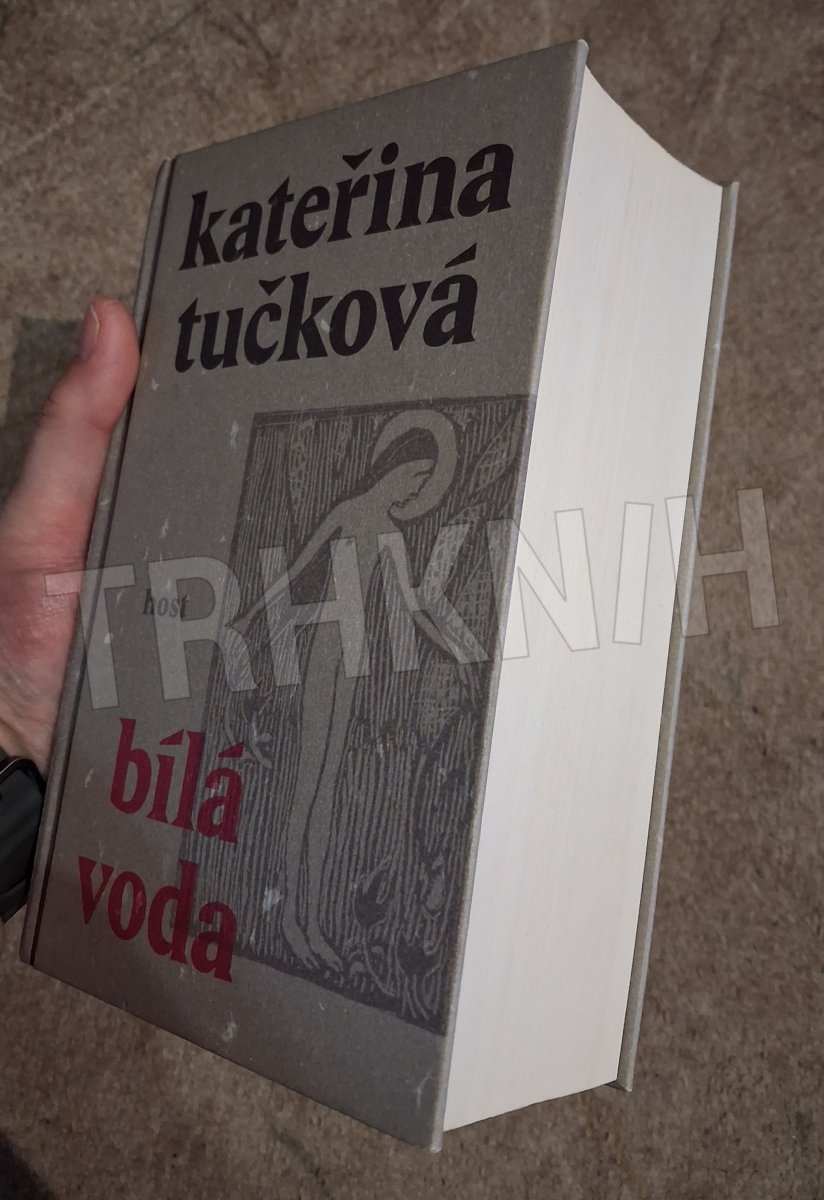 kateřina
tučková
host
bílá
voda
TRHKNIH